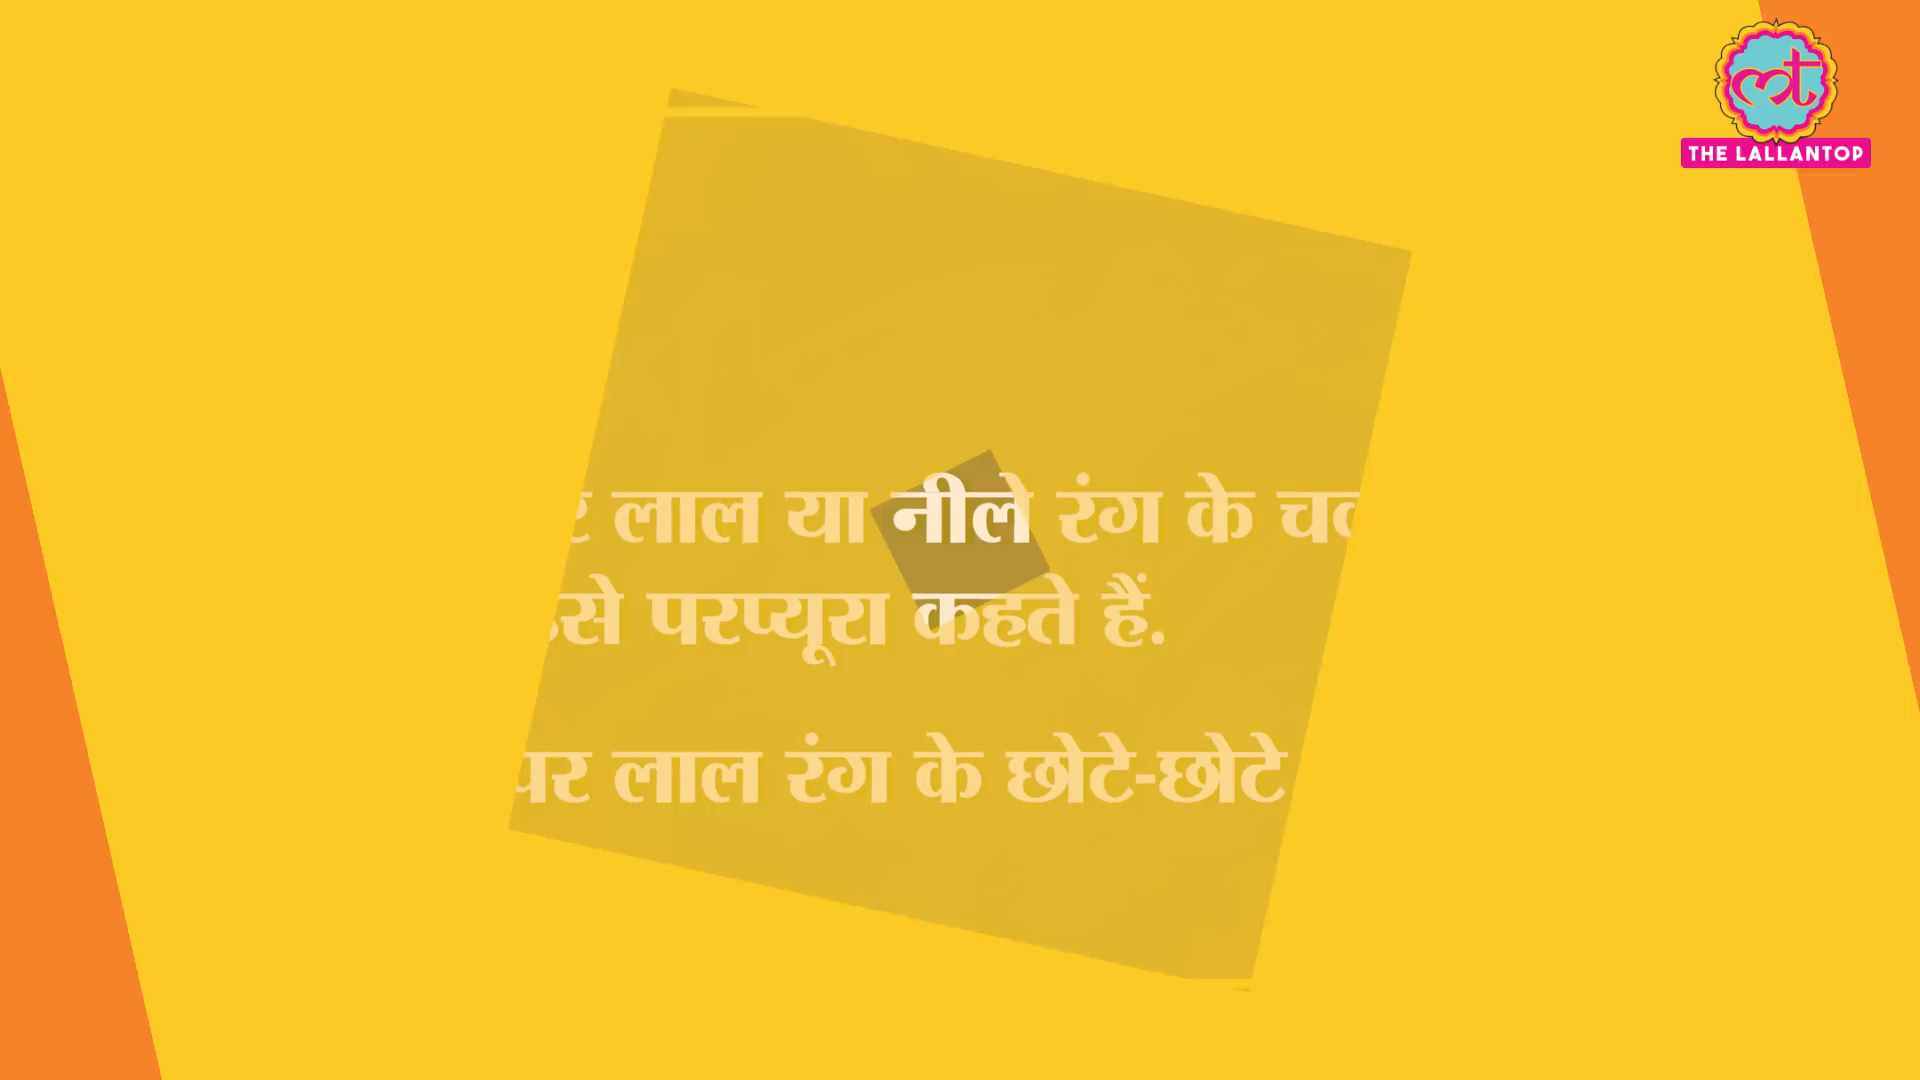 THE LALLANTOP
लाल या नीले रंग के
परप्यूरा कहते हैं.
पर लाल रंग के छोटे-छोटे